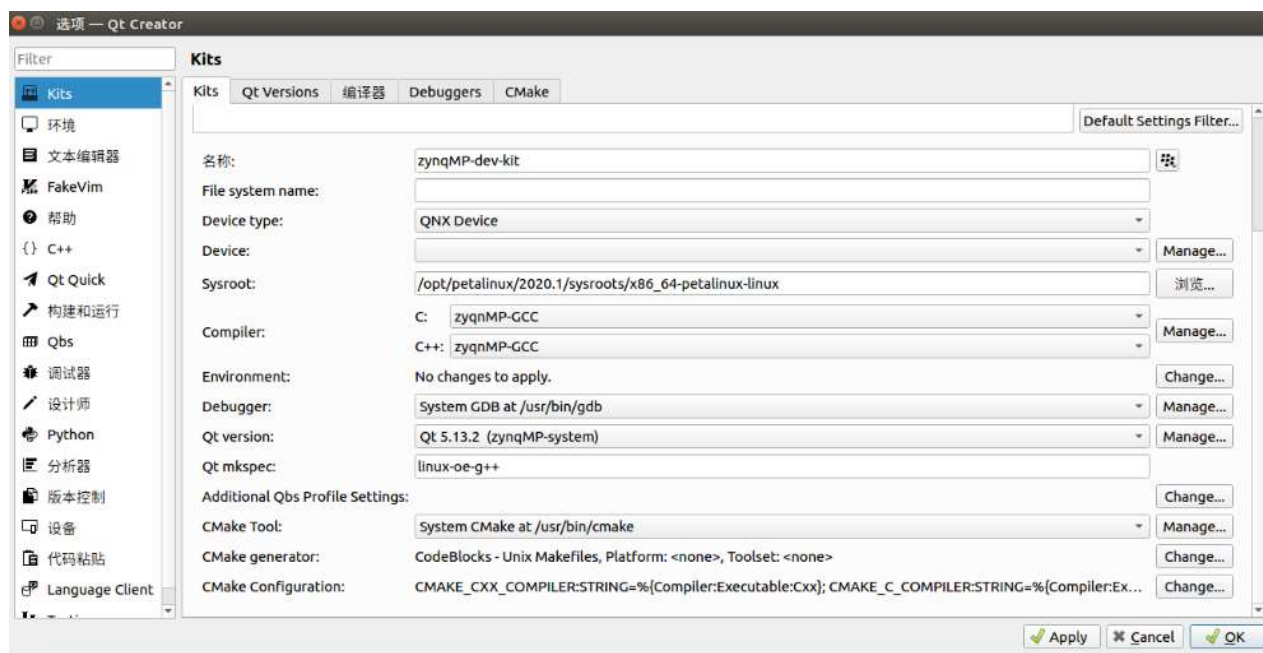 选项 — Qt Creator
Filter
Kits
环境
文本编辑器
FakeVim
帮助
{} C++
Qt Quick
构建和运行
Qbs
调试器
设计师
Python
分析器
版本控制
设备
代码粘贴
Language Client
Kits
Kits Qt Versions 编译器 Debuggers CMake
Default Settings Filter...
名称: zynqMP-dev-kit
File system name:
Device type: QNX Device
Device: Manage...
Sysroot: /opt/petalinux/2020.1/sysroots/x86_64-petalinux-linux 浏览...
Compiler: C: zyqnMP-GCC Manage...
C++: zyqnMP-GCC
Environment: No changes to apply. Change...
Debugger: System GDB at /usr/bin/gdb Manage...
Qt version: Qt 5.13.2 (zynqMP-system) Manage...
Qt mkspec: linux-oe-g++
Additional Qbs Profile Settings: Change...
CMake Tool: System CMake at /usr/bin/cmake Manage...
CMake generator: CodeBlocks - Unix Makefiles, Platform: <none>, Toolset: <none> Change...
CMake Configuration: CMAKE_CXX_COMPILER:STRING=%{Compiler:Executable:Cxx}; CMAKE_C_COMPILER:STRING=%{Compiler:Ex... Change...
Apply Cancel OK